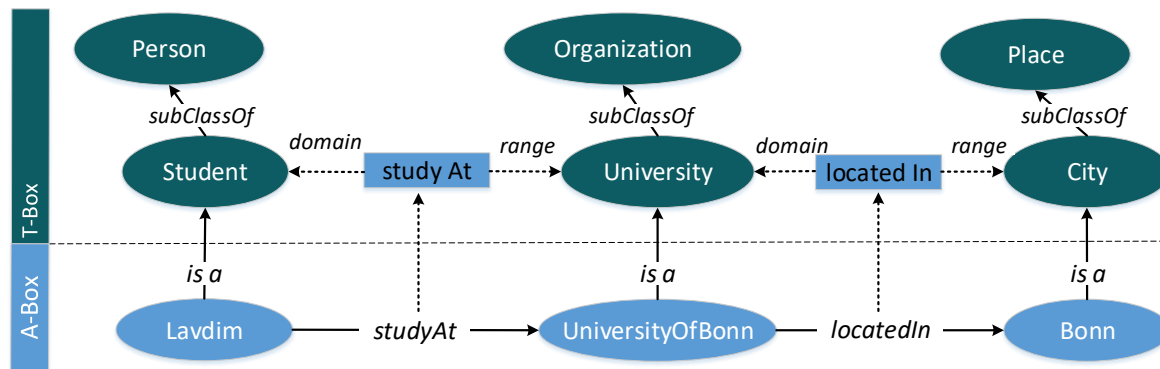 Person
Organization
Place
subClassOf
subClassOf
subClassOf
domain
range
domain
range
Student
study At
University
located In
City
T-Box
is a
is a
is a
A-Box
Lavdim
studyAt
UniversityOfBonn
locatedIn
Bonn